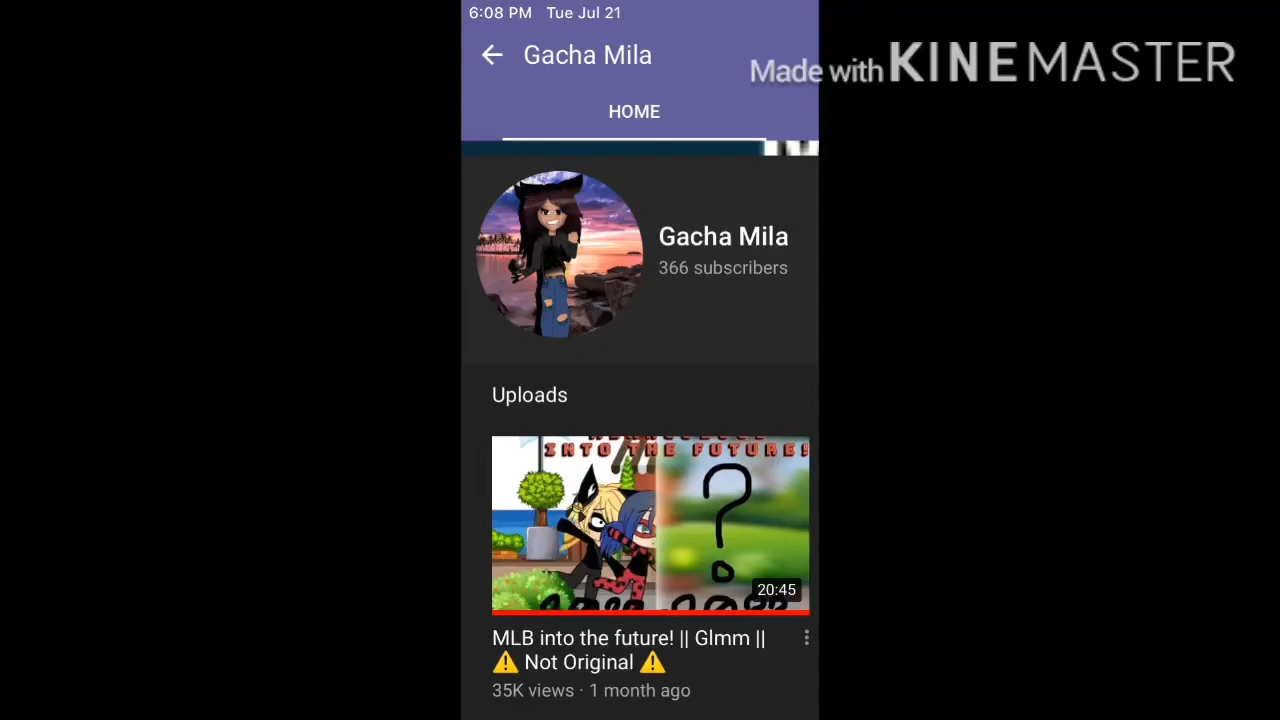 6:08 PM Tue Jul 21
Gacha Mila
Made with KINEMASTER
HOME
Gacha Mila
366 subscribers
Uploads
INTO THE FUTURE!
20:45
MLB into the future! || Glmm ||
⚠️ Not Original ⚠️
35K views · 1 month ago